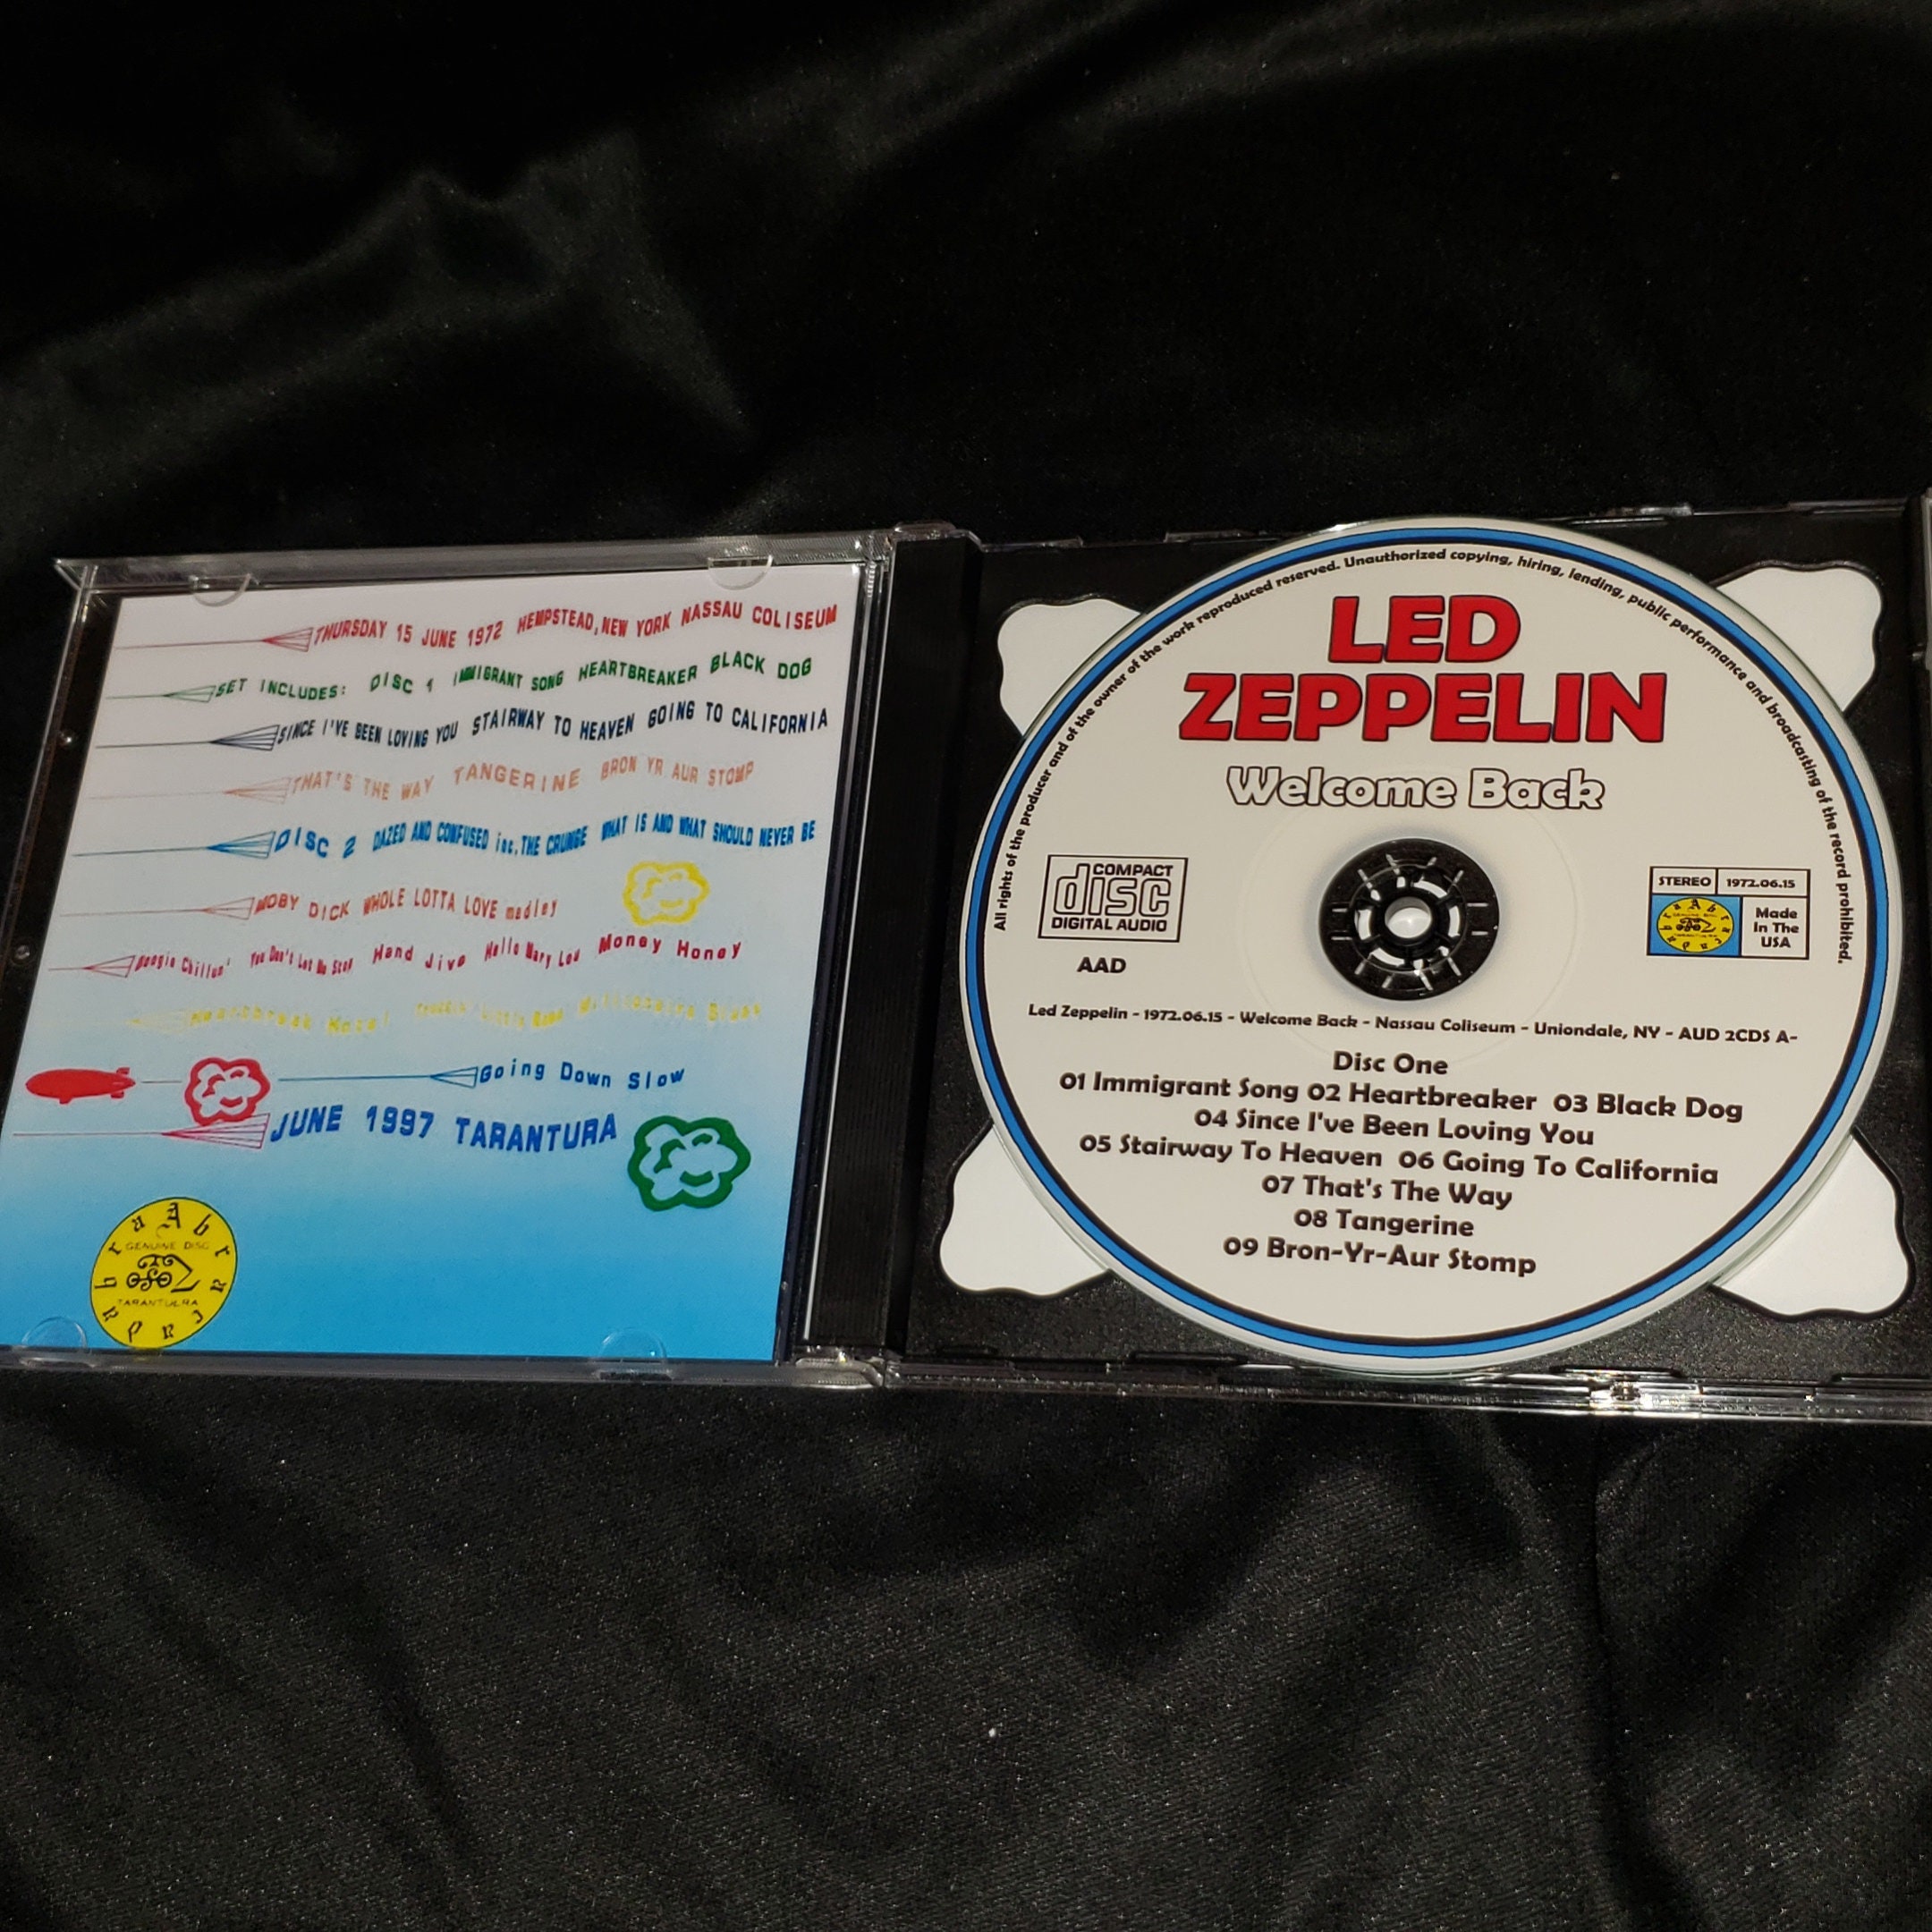 THURSDAY 15 JUNE 1972 HEMPSTEAD, NEW YORK NASSAU COLISEUM
SET INCLUDES: DISC 1 IMMIGRANT SONG HEARTBREAKER BLACK DOG
SINCE I'VE BEEN LOVING YOU STAIRWAY TO HEAVEN GOING TO CALIFORNIA
THAT'S THE WAY TANGERINE BRON YR AUR STOMP
DISC 2 DAZED AND CONFUSED inc. THE CRUNGE WHAT IS AND WHAT SHOULD NEVER BE
MOBY DICK WHOLE LOTTA LOVE medley
Boogie Chillun' You Don't Hand Jive Hello Mary Lou Money Honey
Heartbreak Hotel
Going Down Slow
JUNE 1997 TARANTURA
Abracadabra
GENUINE DISC
TARANTULRA
All rights of the producer and of the owner of the work reproduced reserved. Unauthorized copying, hiring, lending, public performance and broadcasting of the record prohibited.
LED
ZEPPELIN
Welcome Back
COMPACT
disc
DIGITAL AUDIO
AAD
STEREO 1972.06.15
Made
In The
USA
Led Zeppelin - 1972.06.15 - Welcome Back - Nassau Coliseum - Uniondale, NY - AUD 2CDS A-
Disc One
01 Immigrant Song 02 Heartbreaker 03 Black Dog
04 Since I've Been Loving You
05 Stairway To Heaven 06 Going To California
07 That's The Way
08 Tangerine
09 Bron-Yr-Aur Stomp